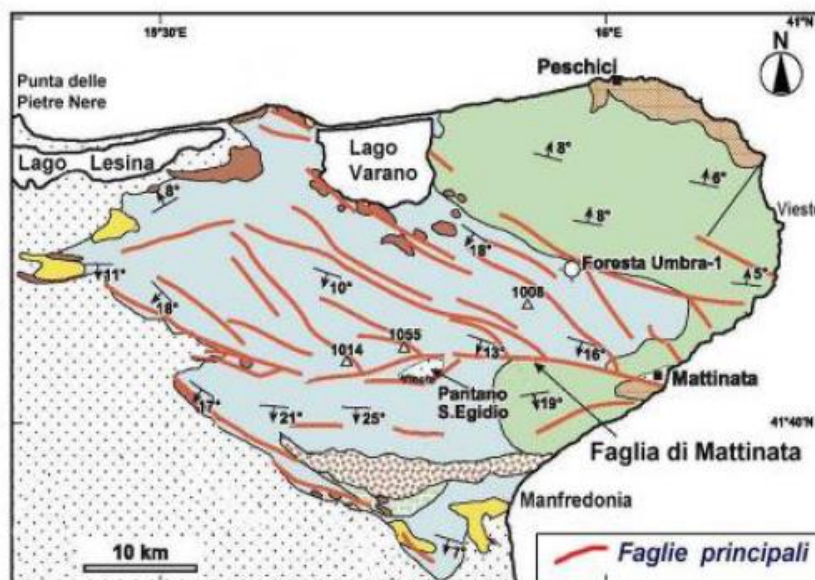 15°30'
16°E
41°N
N
Punta delle
Pietre Nere
Peschici
Lago Lesina
Lago
Varano
8°
8°
6°
Vieste
8°
18°
Foresta Umbra-1
11°
10°
1008
5°
18°
1055
1014
13°
16°
Mattinata
Pantano
S.Egidio
19°
17°
21°
25°
41°40'
Faglia di Mattinata
Manfredonia
7°
10 km
Faglie principali